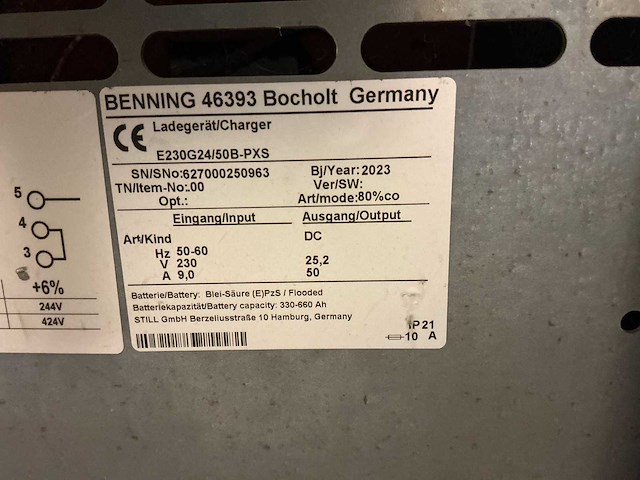 BENNING 46393 Bocholt Germany
CE Ladegerät/Charger
E230G24/50B-PXS
SN/SNo:627000250963 Bj/Year:2023
TN/Item-No:.00 Ver/SW:
Opt.: Art/mode:80%co
Eingang/Input Ausgang/Output
Art/Kind DC
Hz 50-60
V 230 25,2
A 9,0 50
Batterie/Battery: Blei-Säure (E)PzS / Flooded
Batteriekapazität/Battery capacity: 330-660 Ah
STILL GmbH Berzeliusstraße 10 Hamburg, Germany
IP21
10 A
5
4
3
+6%
244V
424V